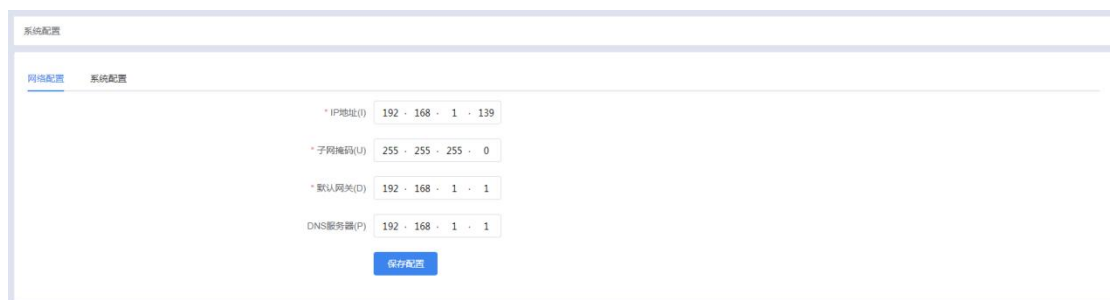 系统配置
网络配置 系统配置
* IP地址(I) 192 . 168 . 1 . 139
* 子网掩码(U) 255 . 255 . 255 . 0
* 默认网关(D) 192 . 168 . 1 . 1
DNS服务器(P) 192 . 168 . 1 . 1
保存配置